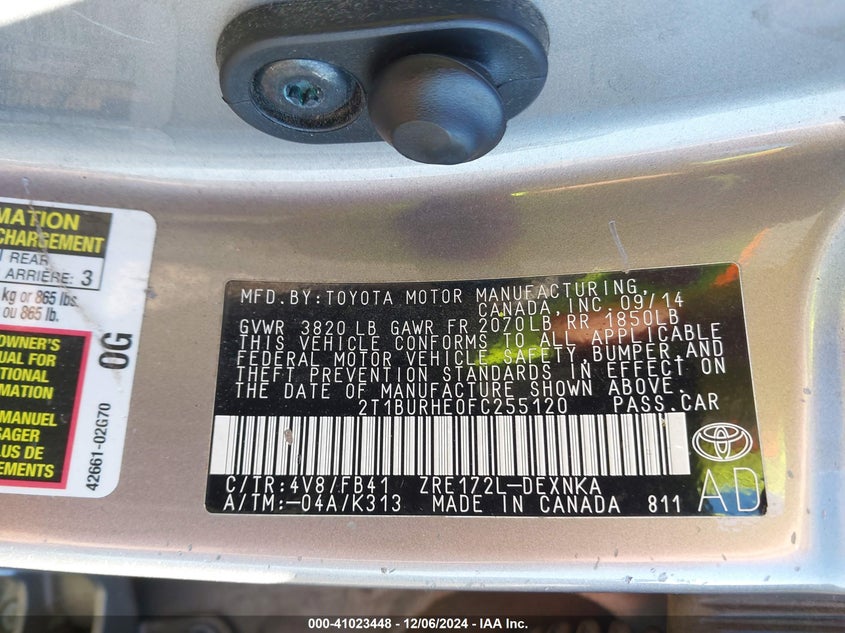 MATION
CHARGEMENT
REAR
ARRIÈRE: 3
kg or 865 lbs.
ou 865 lb.
OWNER'S
UAL FOR
TIONAL
RMATION
MANUEL
SAGER
PLUS
EMENTS
42661-02G70
0G
MFD.BY:TOYOTA MOTOR MANUFACTURING,
CANADA,INC. 09/14
GVWR 3820 LB GAWR FR 2070LB RR 1850LB
THIS VEHICLE CONFORMS TO ALL APPLICABLE
FEDERAL MOTOR VEHICLE SAFETY,BUMPER,AND
THEFT PREVENTION STANDARDS IN EFFECT ON
THE DATE OF MANUFACTURE SHOWN ABOVE.
2T1BURHE0FC255120 PASS.CAR
C/TR:4V8/FB41 ZRE172L-DEXNKA
A/TM:-04A/K313 MADE IN CANADA 811
AD
000-41023448 - 12/06/2024 - IAA Inc.